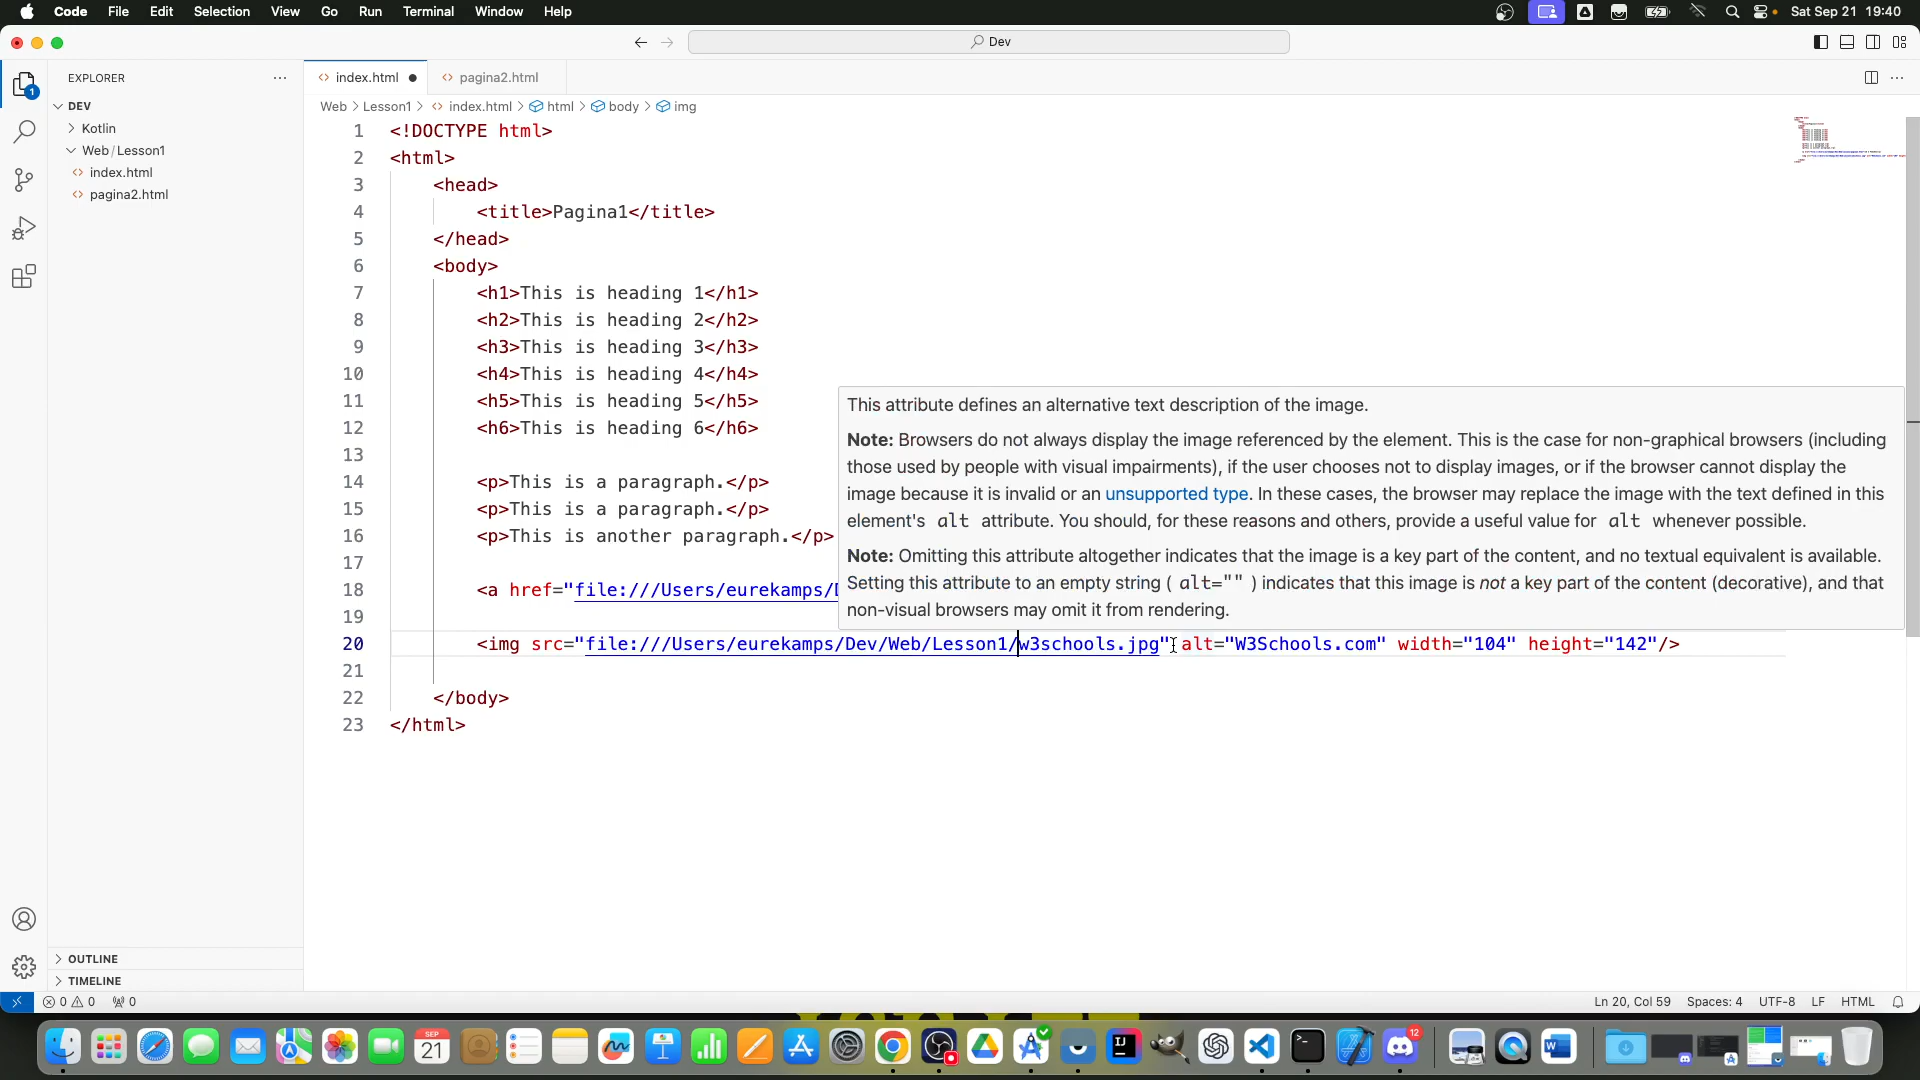 Code File Edit Selection View Go Run Terminal Window Help
Sat Sep 21 19:40
Dev
EXPLORER
index.html
pagina2.html
DEV
Kotlin
Web / Lesson1
index.html
pagina2.html
1
Web > Lesson1 > index.html > html > body > img
1 <!DOCTYPE html>
2 <html>
3 <head>
4 <title>Pagina1</title>
5 </head>
6 <body>
7 <h1>This is heading 1</h1>
8 <h2>This is heading 2</h2>
9 <h3>This is heading 3</h3>
10 <h4>This is heading 4</h4>
11 <h5>This is heading 5</h5>
12 <h6>This is heading 6</h6>
13
14 <p>This is a paragraph.</p>
15 <p>This is a paragraph.</p>
16 <p>This is another paragraph.</p>
17
18 <a href="file:///Users/eurekamps/
19
20 <img src="file:///Users/eurekamps/Dev/Web/Lesson1/w3schools.jpg" alt="W3Schools.com" width="104" height="142"/>
21
22 </body>
23 </html>
This attribute defines an alternative text description of the image.
Note: Browsers do not always display the image referenced by the element. This is the case for non-graphical browsers (including
those used by people with visual impairments), if the user chooses not to display images, or if the browser cannot display the
image because it is invalid or an unsupported type. In these cases, the browser may replace the image with the text defined in this
element's alt attribute. You should, for these reasons and others, provide a useful value for alt whenever possible.
Note: Omitting this attribute altogether indicates that the image is a key part of the content, and no textual equivalent is available.
Setting this attribute to an empty string ( alt="" ) indicates that this image is not a key part of the content (decorative), and that
non-visual browsers may omit it from rendering.
OUTLINE
TIMELINE
0 0 0
Ln 20, Col 59 Spaces: 4 UTF-8 LF HTML
SEP
21
12